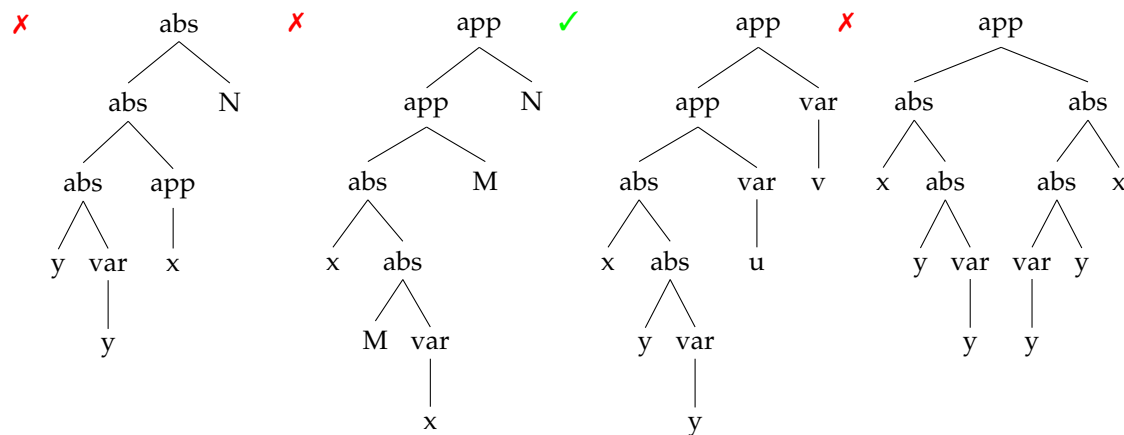 ✗ abs ✗ app ✓ app ✗ app
abs N app N app var abs abs
abs app abs M abs var v x abs abs x
y var x x abs x abs u y var var y
y M var y var y y
x y